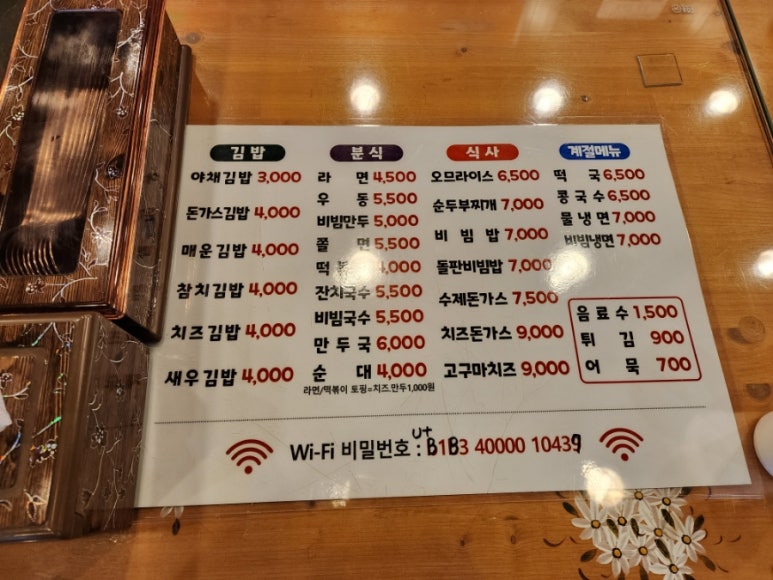 김밥
야채김밥 3,000
돈가스김밥 4,000
매운김밥 4,000
참치김밥 4,000
치즈김밥 4,000
새우김밥 4,000
분식
라면 4,500
우동 5,500
비빔만두 5,000
쫄면 5,500
4,000
잔치국수 5,500
비빔국수 5,500
만두국 6,000
순대 4,000
라면/떡볶이 토핑=치즈.만두1,000원
식사
오므라이스 6,500
순두부찌개 7,000
비빔밥 7,000
돌판비빔밥 7,000
수제돈가스 7,500
치즈돈가스 9,000
고구마치즈 9,000
계절메뉴
떡국 6,500
콩국수 6,500
물냉면 7,000
비빔냉면 7,000
음료수 1,500
튀김 900
어묵 700
U+
Wi-Fi 비밀번호 : B1B3 40000 10439